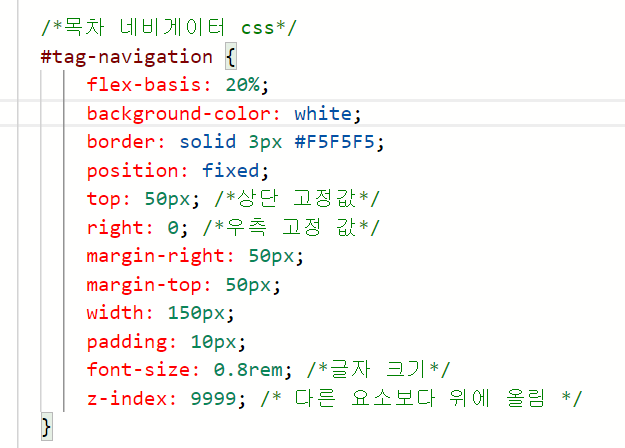 /*목차 네비게이터 css*/
#tag-navigation {
flex-basis: 20%;
background-color: white;
border: solid 3px #F5F5F5;
position: fixed;
top: 50px; /*상단 고정값*/
right: 0; /*우측 고정 값*/
margin-right: 50px;
margin-top: 50px;
width: 150px;
padding: 10px;
font-size: 0.8rem; /*글자 크기*/
z-index: 9999; /* 다른 요소보다 위에 올림 */
}